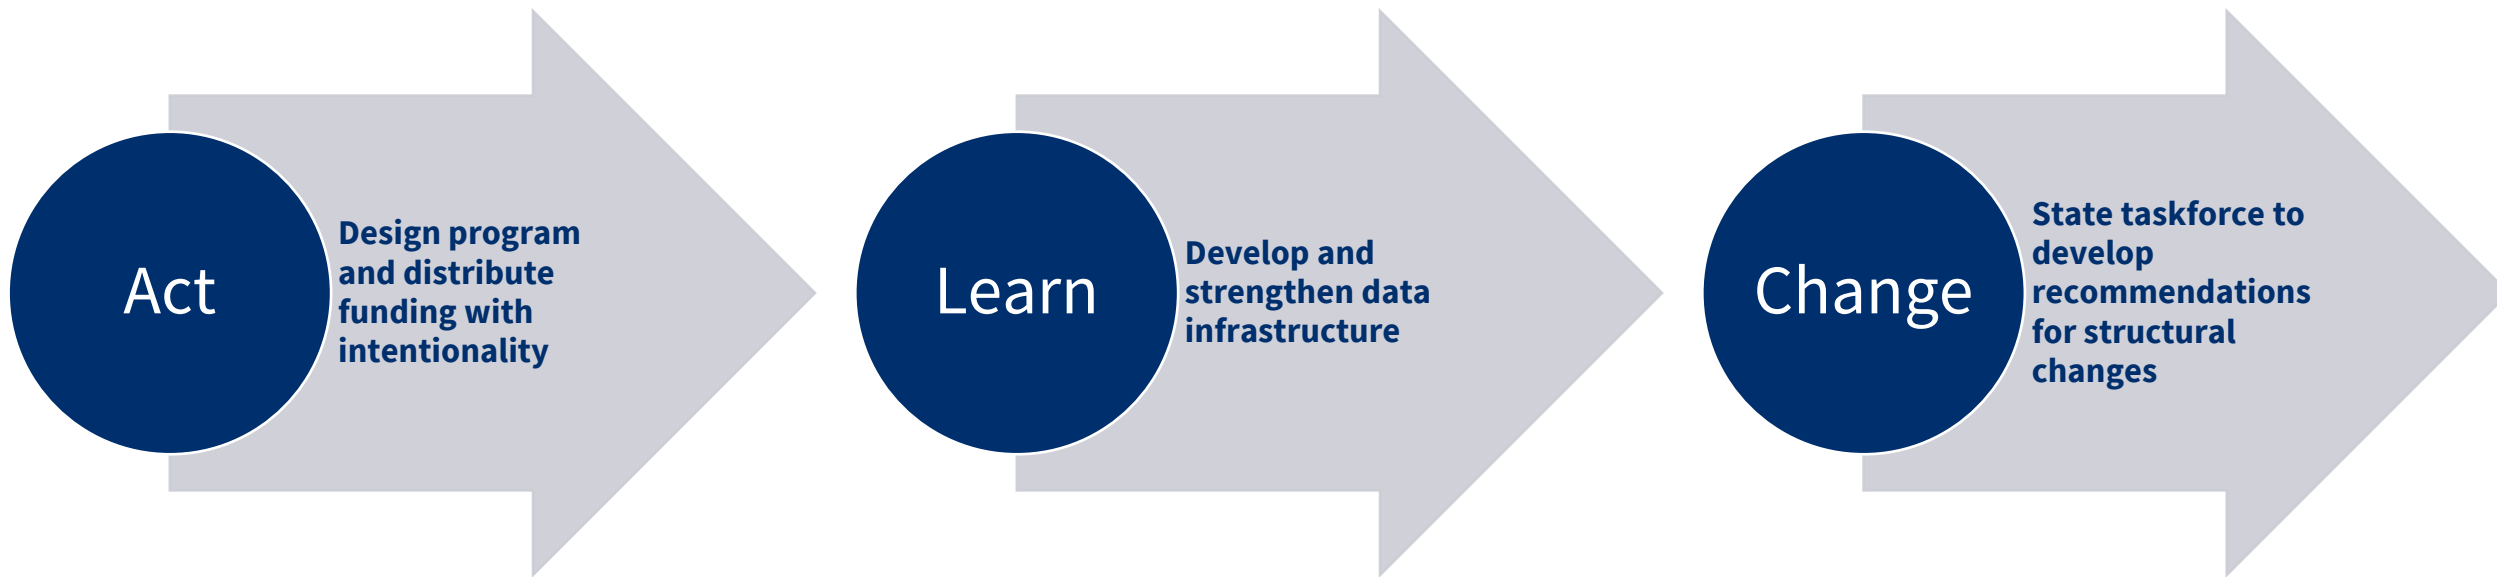 Act
Design program
and distribute
funding with
intentionality
Learn
Develop and
strengthen data
infrastructure
Change
State taskforce to
develop
recommendations
for structural
changes